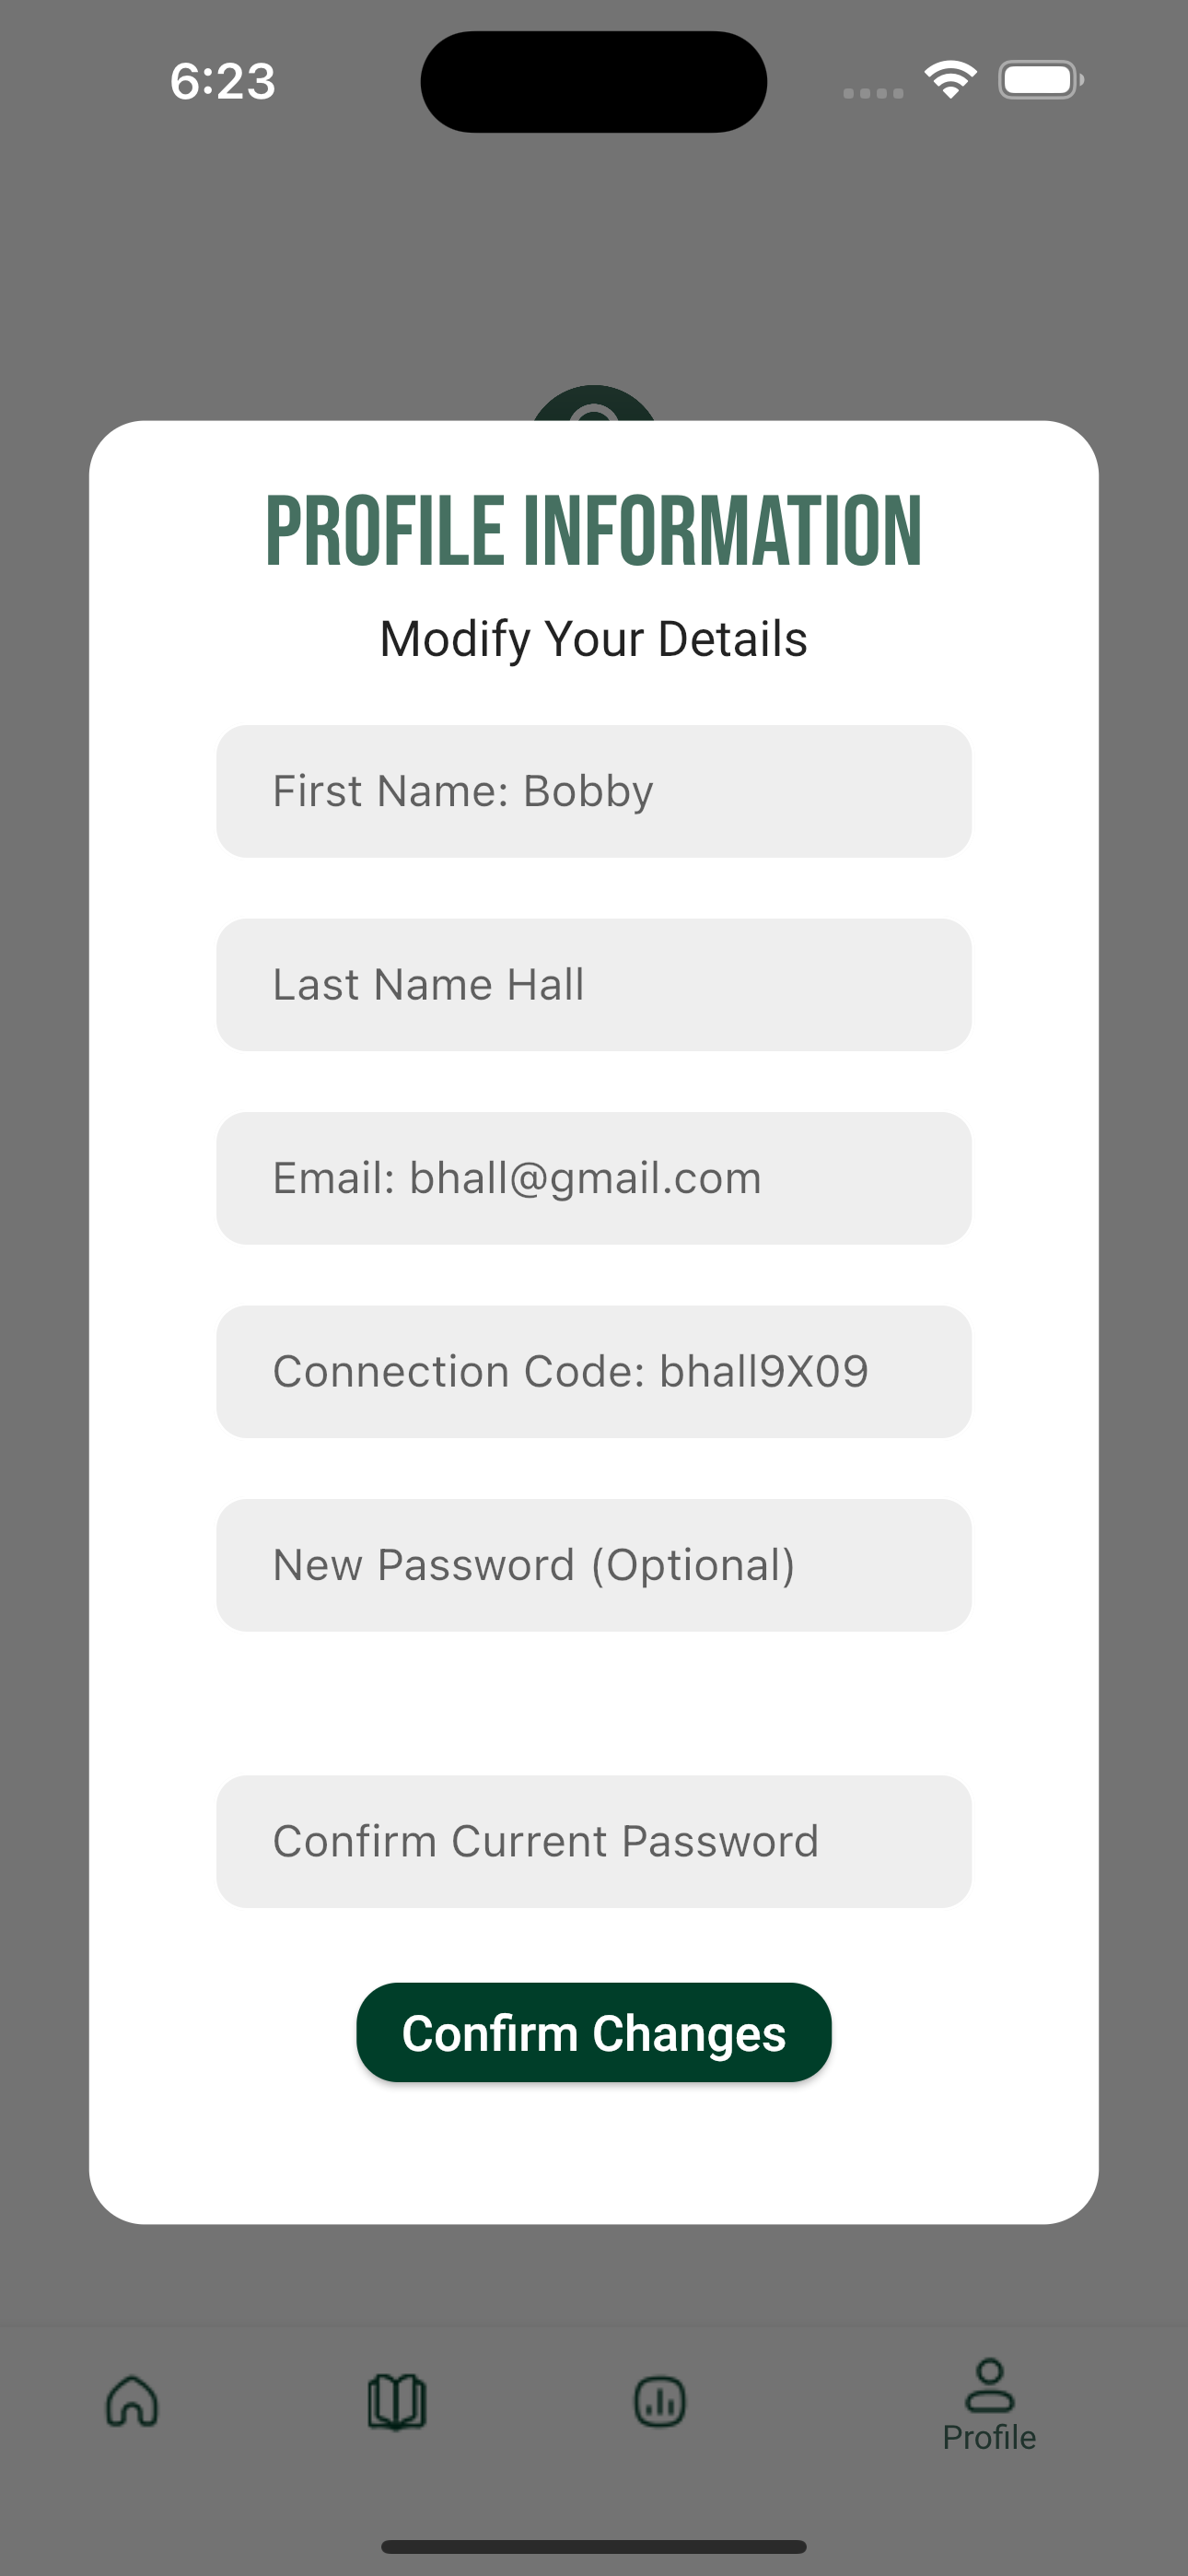 6:23
PROFILE INFORMATION
Modify Your Details
First Name: Bobby
Last Name Hall
Email: bhall@gmail.com
Connection Code: bhall9X09
New Password (Optional)
Confirm Current Password
Confirm Changes
Profile